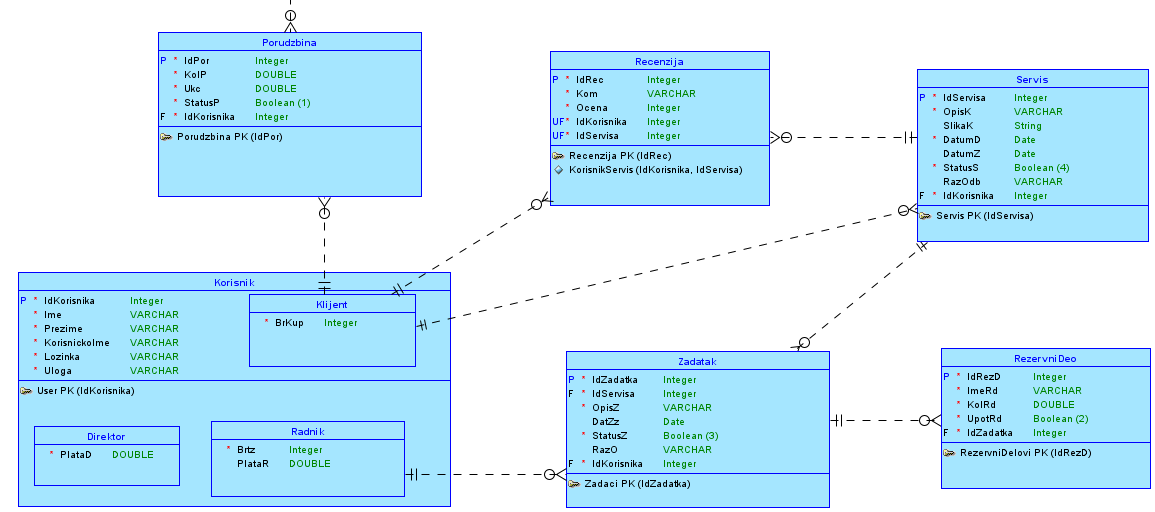 Porudzbina
P * IdPor Integer
* KolP DOUBLE
* Ukc DOUBLE
* StatusP Boolean (1)
F * IdKorisnika Integer
Porudzbina PK (IdPor)
Recenzija
P * IdRec Integer
* Kom VARCHAR
* Ocena Integer
UF* IdKorisnika Integer
UF* IdServisa Integer
Recenzija PK (IdRec)
KorisnikServis (IdKorisnika, IdServisa)
Servis
P * IdServisa Integer
* OpisK VARCHAR
SlikaK String
* DatumD Date
DatumZ Date
* StatusS Boolean (4)
RazOdb VARCHAR
F * IdKorisnika Integer
Servis PK (IdServisa)
Korisnik
P * IdKorisnika Integer
* Ime VARCHAR
* Prezime VARCHAR
* KorisnickoIme VARCHAR
* Lozinka VARCHAR
* Uloga VARCHAR
User PK (IdKorisnika)
Klijent
* BrKup Integer
Direktor
* PlataD DOUBLE
Radnik
* Brtz Integer
PlataR DOUBLE
Zadatak
P * IdZadatka Integer
F * IdServisa Integer
* OpisZ VARCHAR
DatZz Date
* StatusZ Boolean (3)
RazO VARCHAR
F * IdKorisnika Integer
Zadaci PK (IdZadatka)
RezervniDeo
P * IdRezD Integer
* ImeRd VARCHAR
* KolRd DOUBLE
* UpotRd Boolean (2)
F * IdZadatka Integer
RezervniDelovi PK (IdRezD)